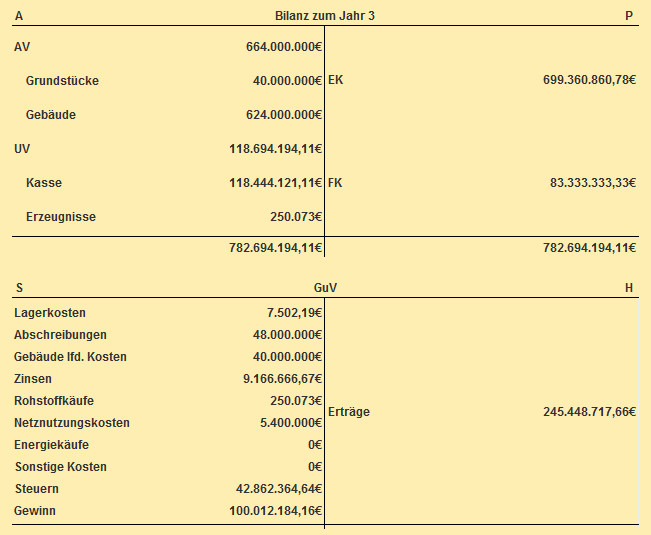 A Bilanz zum Jahr 3 P
AV 664.000.000€
Grundstücke 40.000.000€ EK 699.360.860,78€
Gebäude 624.000.000€
UV 118.694.194,11€
Kasse 118.444.121,11€ FK 83.333.333,33€
Erzeugnisse 250.073€
782.694.194,11€ 782.694.194,11€
S GuV H
Lagerkosten 7.502,19€
Abschreibungen 48.000.000€
Gebäude lfd. Kosten 40.000.000€
Zinsen 9.166.666,67€
Rohstoffkäufe 250.073€
Erträge 245.448.717,66€
Netznutzungskosten 5.400.000€
Energiekäufe 0€
Sonstige Kosten 0€
Steuern 42.862.364,64€
Gewinn 100.012.184,16€